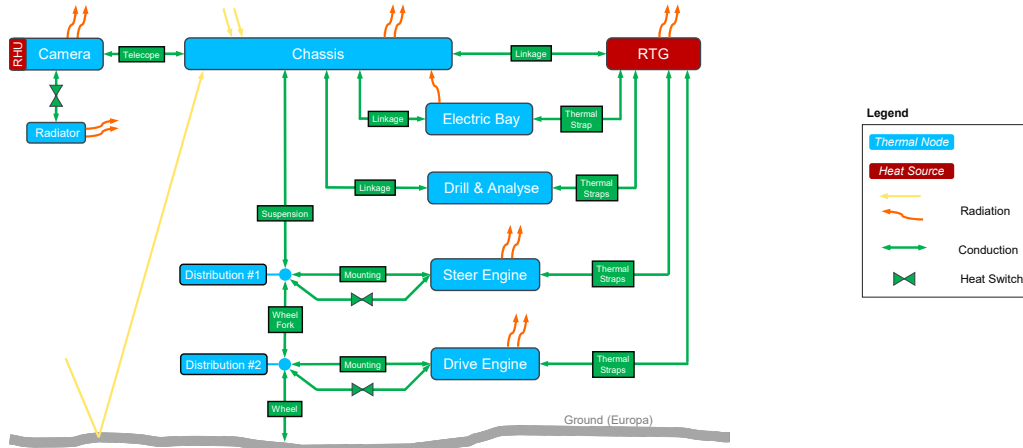 RHU
Camera
Telecope
Chassis
Linkage
RTG
Radiator
Linkage
Electric Bay
Thermal
Strap
Linkage
Drill & Analyse
Thermal
Straps
Suspension
Distribution #1
Mounting
Steer Engine
Thermal
Straps
Wheel
Fork
Distribution #2
Mounting
Drive Engine
Thermal
Straps
Wheel
Ground (Europa)
Legend
Thermal Node
Heat Source
Radiation
Conduction
Heat Switch